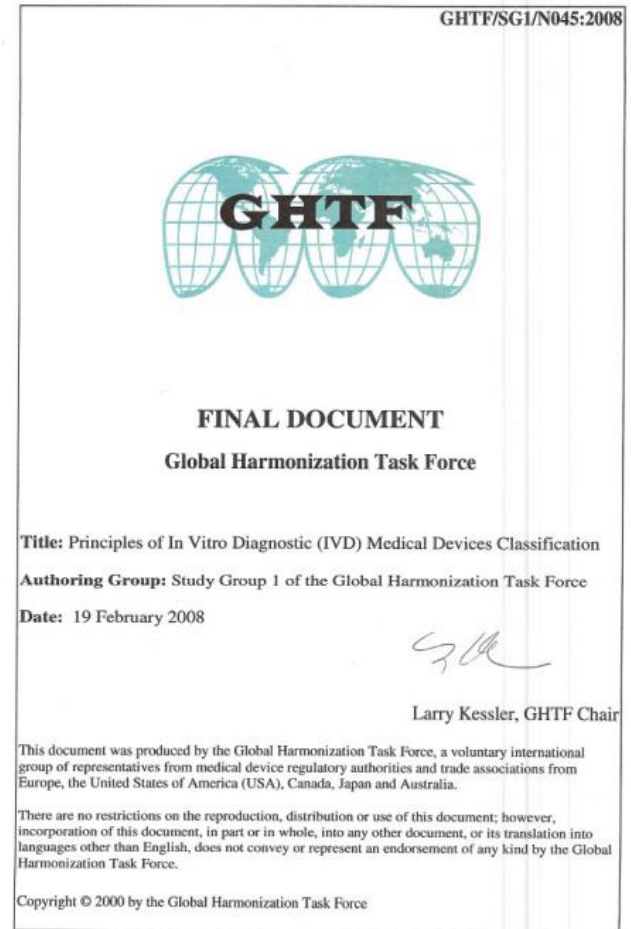 GHTF/SG1/N045:2008
GHTF
FINAL DOCUMENT
Global Harmonization Task Force
Title: Principles of In Vitro Diagnostic (IVD) Medical Devices Classification
Authoring Group: Study Group 1 of the Global Harmonization Task Force
Date: 19 February 2008
Larry Kessler, GHTF Chair
This document was produced by the Global Harmonization Task Force, a voluntary international
group of representatives from medical device regulatory authorities and trade associations from
Europe, the United States of America (USA), Canada, Japan and Australia.
There are no restrictions on the reproduction, distribution or use of this document; however,
incorporation of this document, in part or in whole, into any other document, or its translation into
languages other than English, does not convey or represent an endorsement of any kind by the Global
Harmonization Task Force.
Copyright © 2000 by the Global Harmonization Task Force